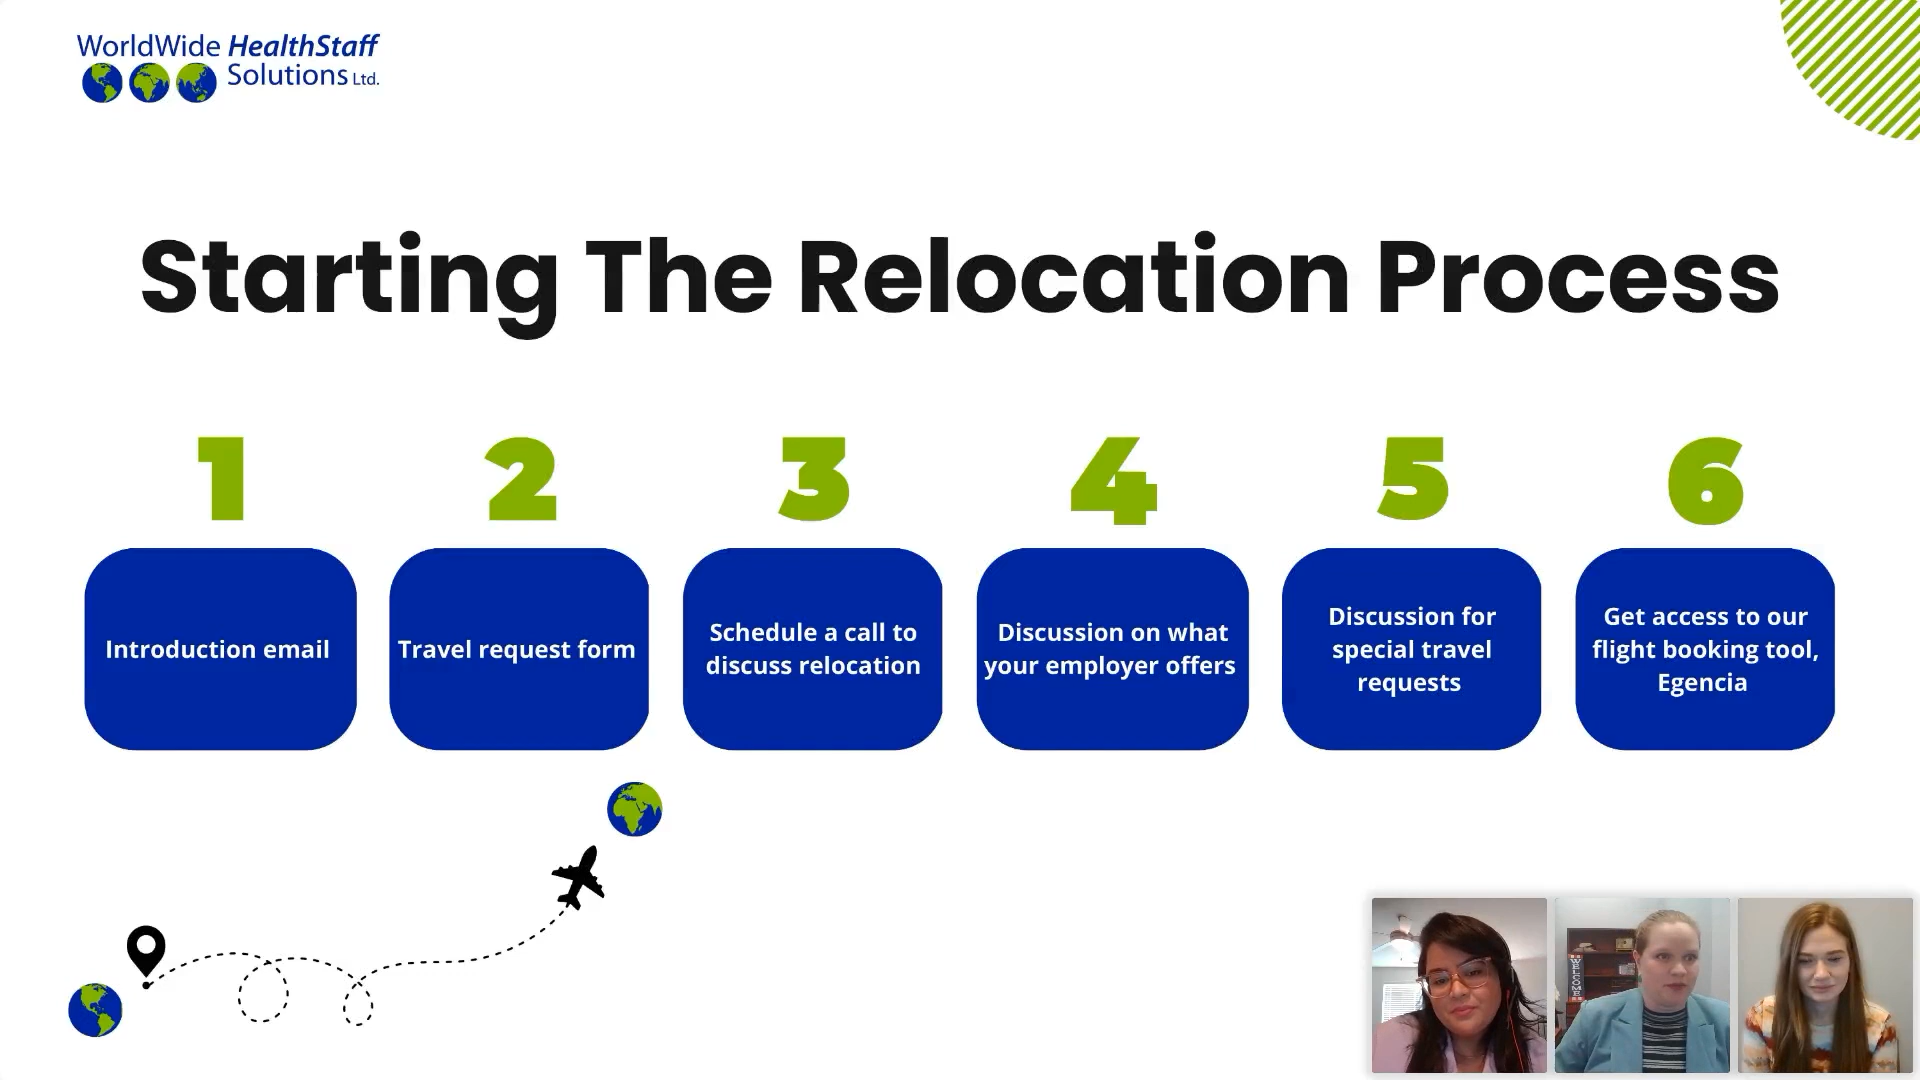 WorldWide HealthStaff
Solutions Ltd.
Starting The Relocation Process
1
2
3
4
5
6
Introduction email
Travel request form
Schedule a call to
discuss relocation
Discussion on what
your employer offers
Discussion for
special travel
requests
Get access to our
flight booking tool,
Egencia
WELCOME